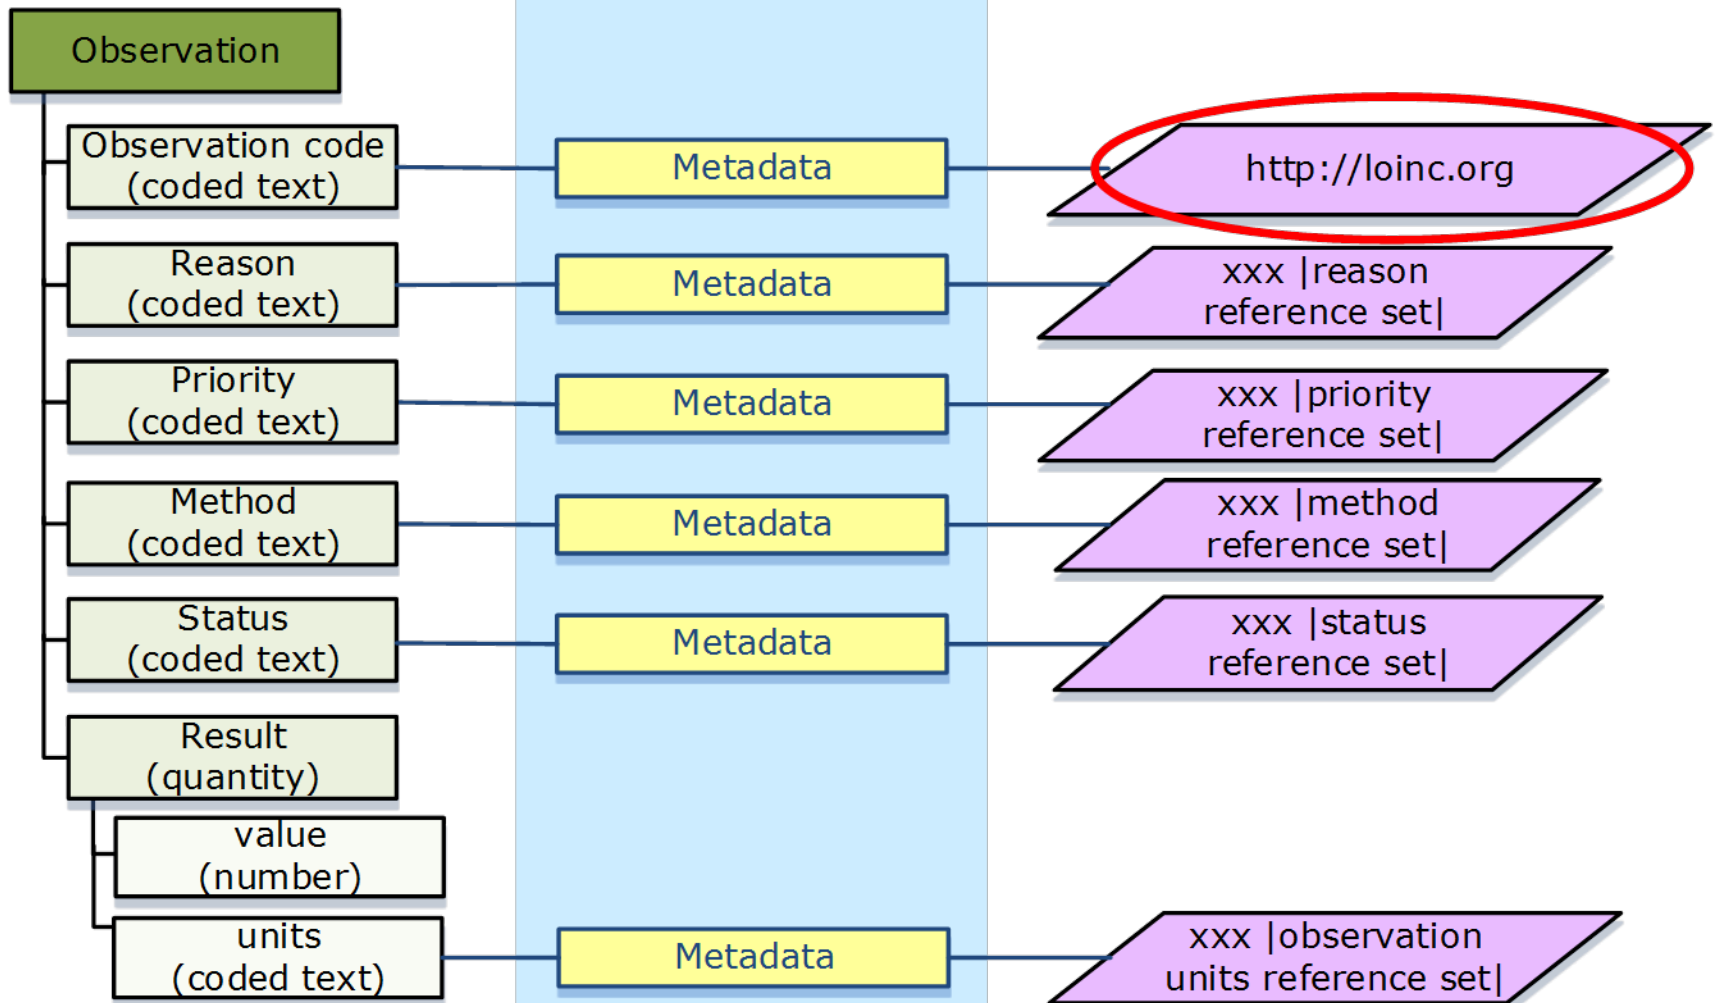 Observation
Observation code
(coded text)
Metadata
http://loinc.org
Reason
(coded text)
Metadata
xxx |reason
reference set|
Priority
(coded text)
Metadata
xxx |priority
reference set|
Method
(coded text)
Metadata
xxx |method
reference set|
Status
(coded text)
Metadata
xxx |status
reference set|
Result
(quantity)
value
(number)
units
(coded text)
Metadata
xxx |observation
units reference set|